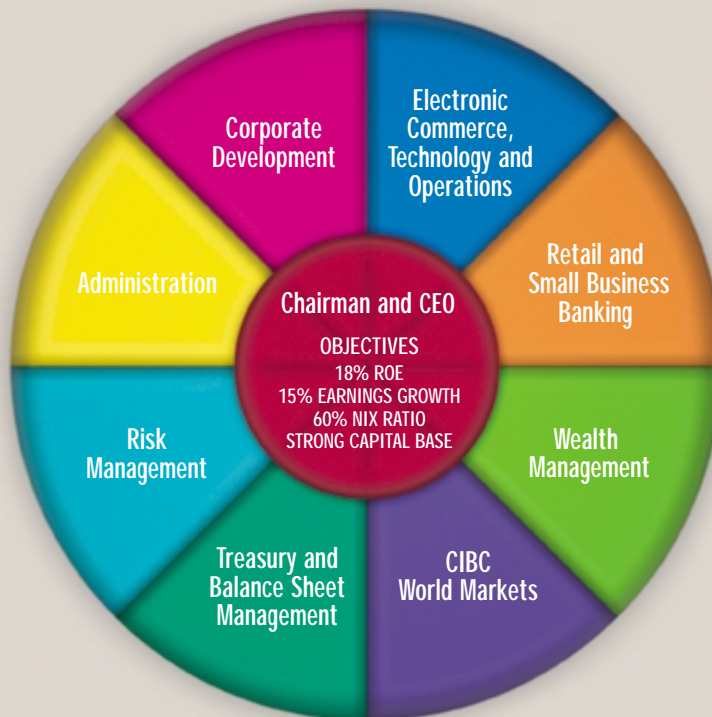 Corporate
Development
Electronic
Commerce,
Technology and
Operations
Administration
Retail and
Small Business
Banking
Chairman and CEO
OBJECTIVES
18% ROE
15% EARNINGS GROWTH
60% NIX RATIO
STRONG CAPITAL BASE
Risk
Management
Wealth
Management
Treasury and
Balance Sheet
Management
CIBC
World Markets